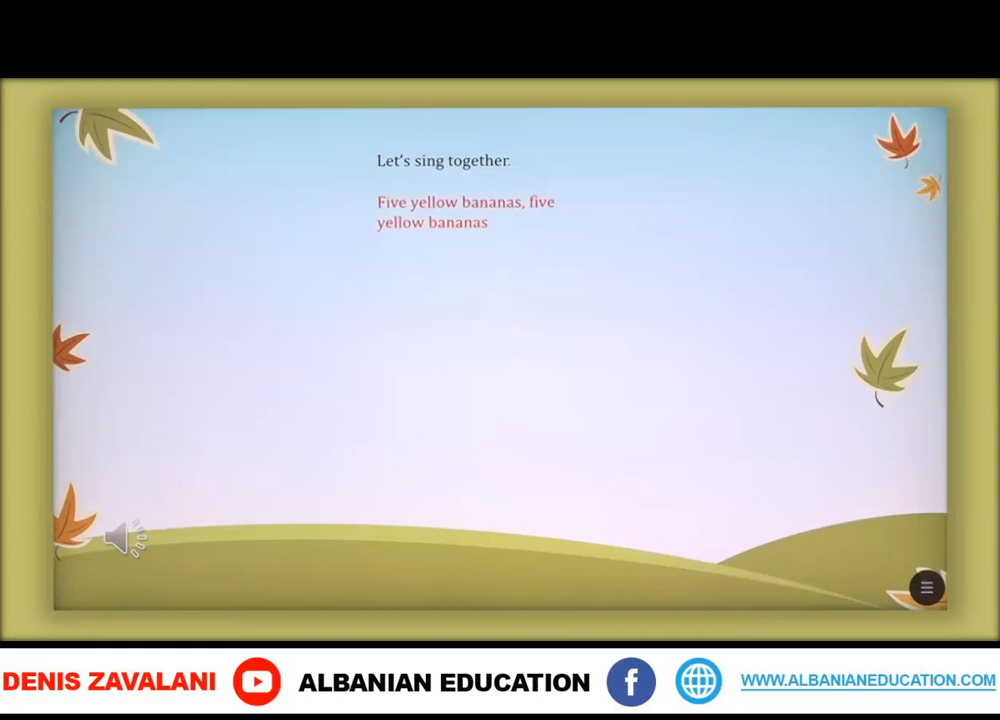 Let's sing together.
Five yellow bananas, five
yellow bananas
DENIS ZAVALANI
ALBANIAN EDUCATION
WWW.ALBANIANEDUCATION.COM